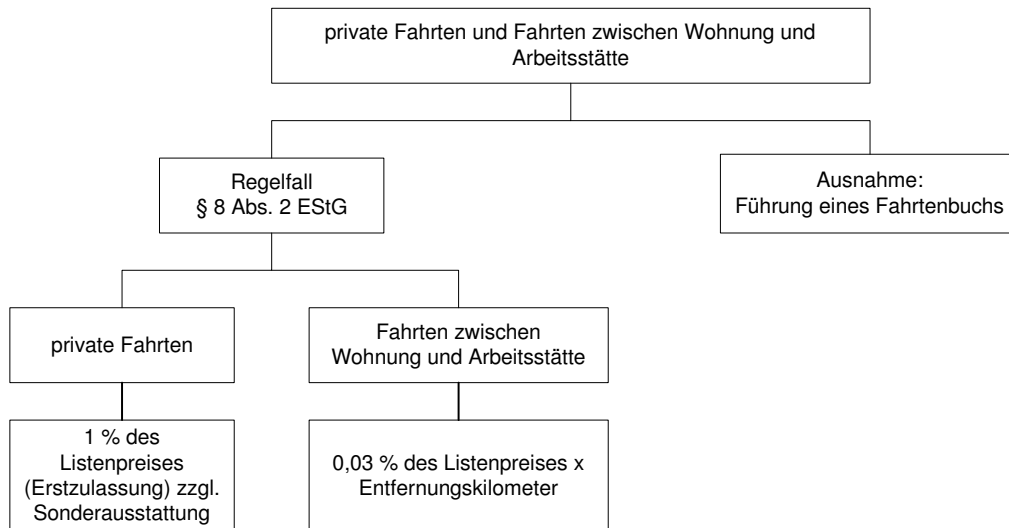 private Fahrten und Fahrten zwischen Wohnung und
Arbeitsstätte
Regelfall
§ 8 Abs. 2 EStG
Ausnahme:
Führung eines Fahrtenbuchs
private Fahrten
Fahrten zwischen
Wohnung und Arbeitsstätte
1 % des
Listenpreises
(Erstzulassung) zzgl.
Sonderausstattung
0,03 % des Listenpreises x
Entfernungskilometer